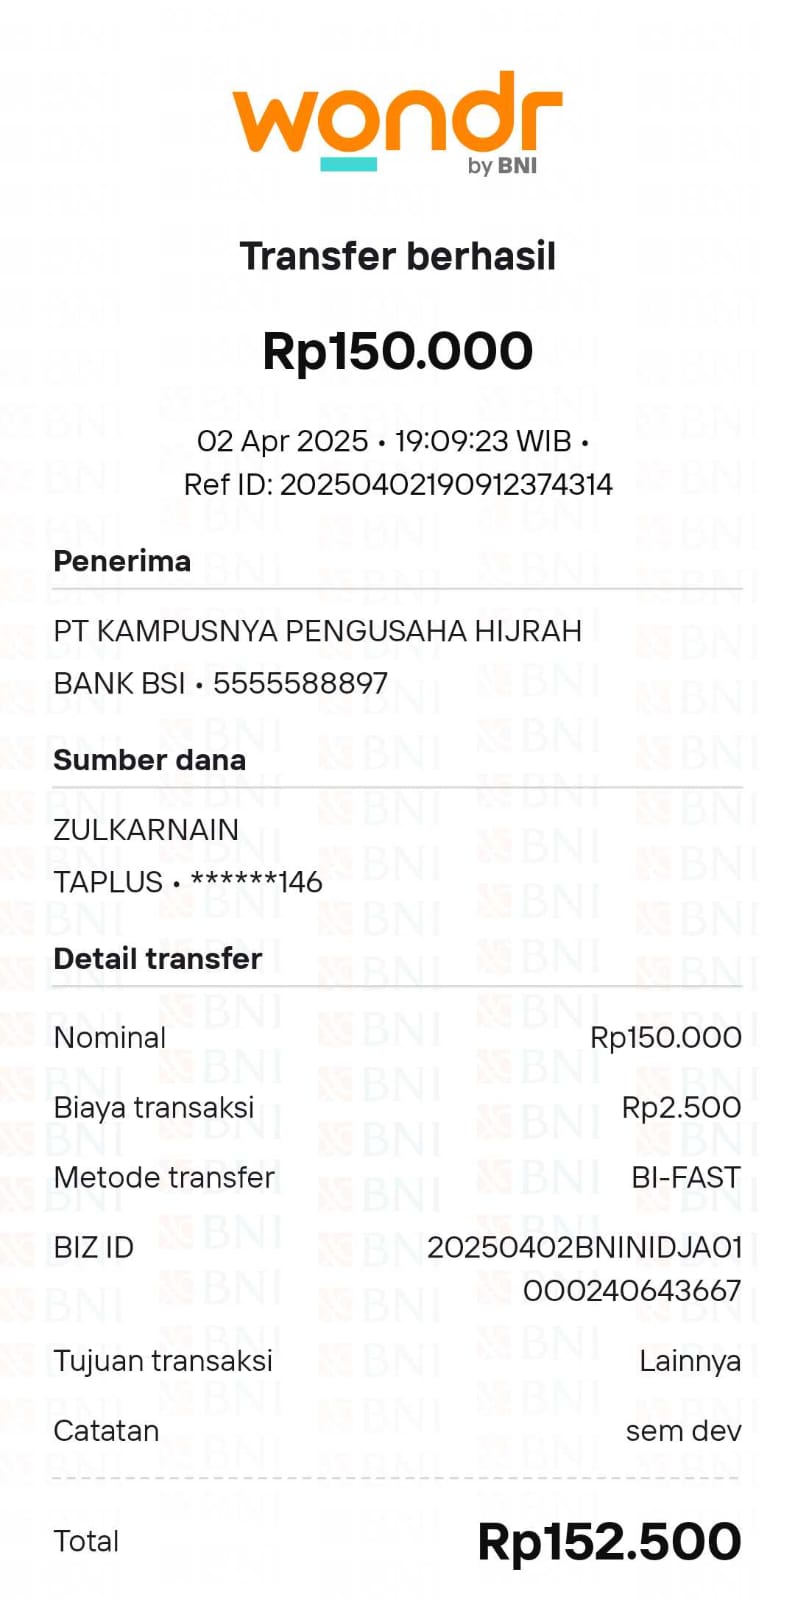 wondr
by BNI
Transfer berhasil
Rp150.000
02 Apr 2025 • 19:09:23 WIB •
Ref ID: 20250402190912374314
Penerima
PT KAMPUSNYA PENGUSAHA HIJRAH
BANK BSI • 5555588897
Sumber dana
ZULKARNAIN
TAPLUS • ******146
Detail transfer
Nominal Rp150.000
Biaya transaksi Rp2.500
Metode transfer BI-FAST
BIZ ID 20250402BNINIDJA01
000240643667
Tujuan transaksi Lainnya
Catatan sem dev
Total Rp152.500